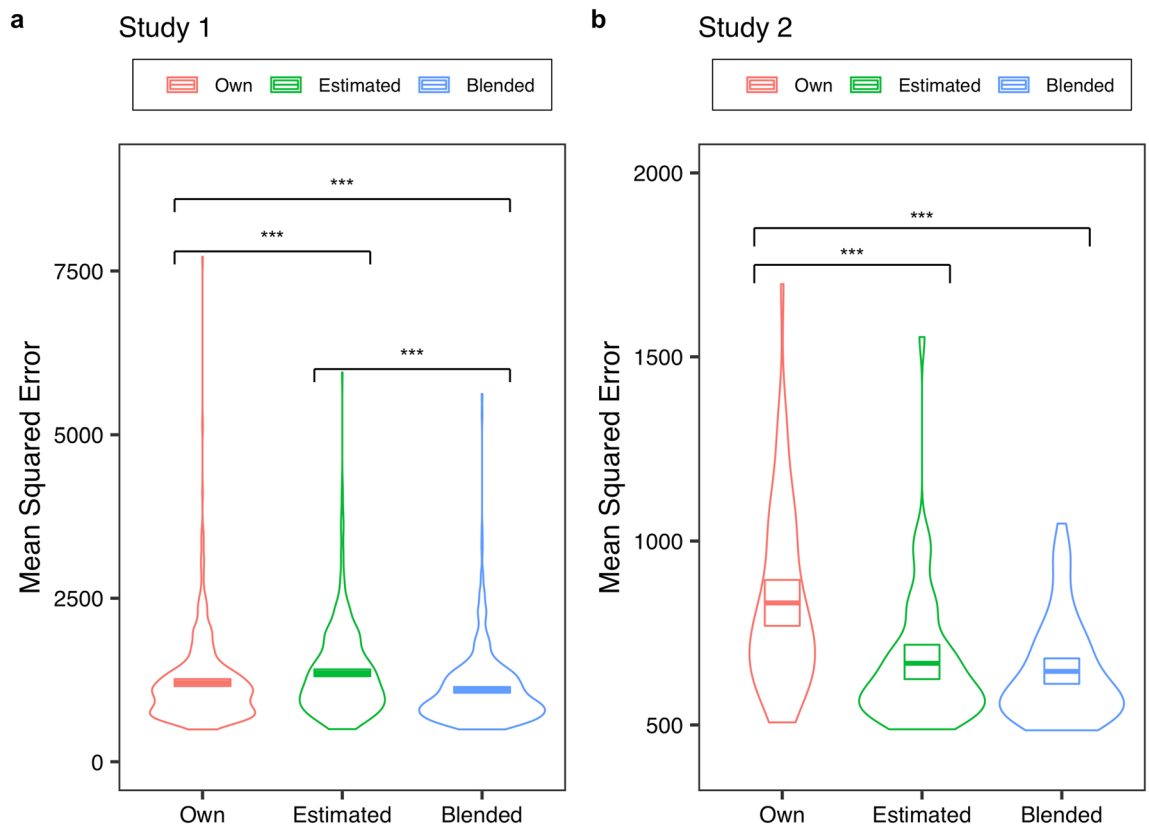 a
Study 1
Own Estimated Blended
Mean Squared Error
7500
5000
2500
0
***
***
***
Own Estimated Blended
b
Study 2
Own Estimated Blended
Mean Squared Error
2000
1500
1000
500
***
***
Own Estimated Blended